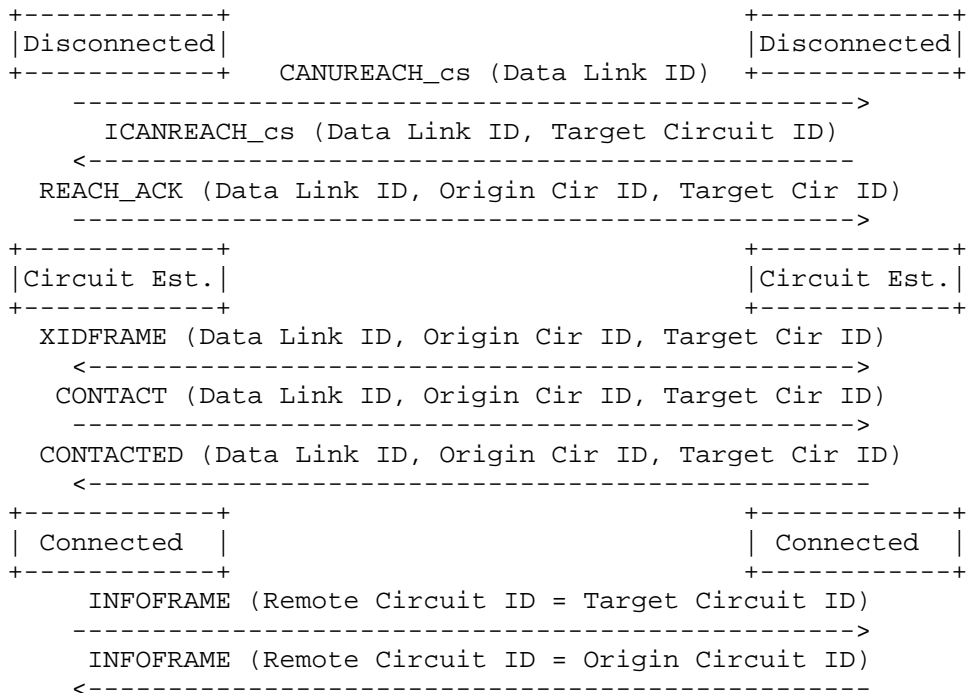 +------------+ +------------+
|Disconnected| |Disconnected|
+------------+ CANUREACH_cs (Data Link ID) +------------+
------------------------------------------------->
ICANREACH_cs (Data Link ID, Target Circuit ID)
<------------------------------------------------
REACH_ACK (Data Link ID, Origin Cir ID, Target Cir ID)
------------------------------------------------->
+------------+ +------------+
|Circuit Est.| |Circuit Est.|
+------------+ +------------+
XIDFRAME (Data Link ID, Origin Cir ID, Target Cir ID)
<------------------------------------------------>
CONTACT (Data Link ID, Origin Cir ID, Target Cir ID)
------------------------------------------------->
CONTACTED (Data Link ID, Origin Cir ID, Target Cir ID)
<-------------------------------------------------
+------------+ +------------+
| Connected | | Connected |
+------------+ +------------+
INFOFRAME (Remote Circuit ID = Target Circuit ID)
------------------------------------------------->
INFOFRAME (Remote Circuit ID = Origin Circuit ID)
<-------------------------------------------------